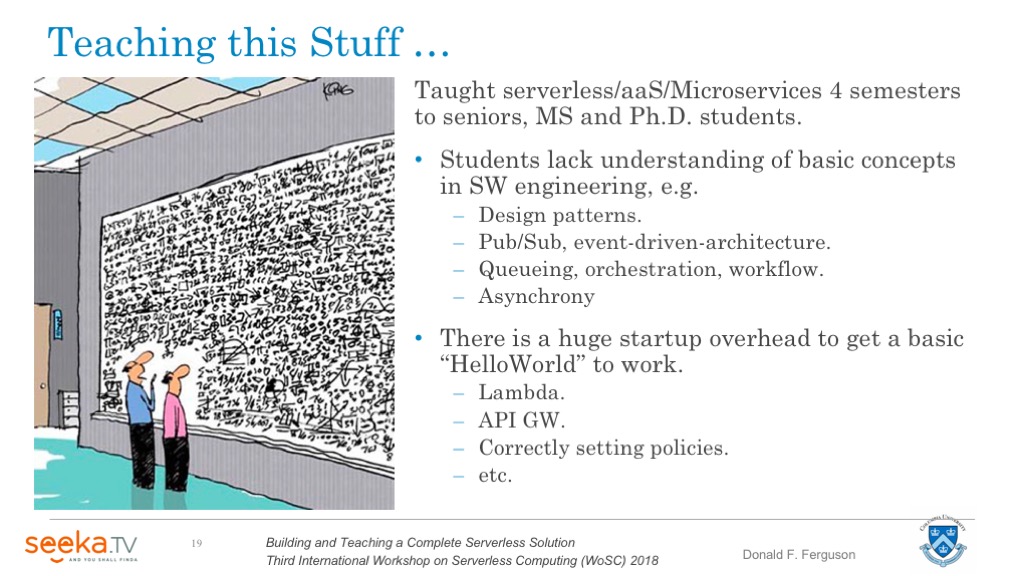 Teaching this Stuff …
Taught serverless/aaS/Microservices 4 semesters
to seniors, MS and Ph.D. students.
• Students lack understanding of basic concepts
in SW engineering, e.g.
– Design patterns.
– Pub/Sub, event-driven-architecture.
– Queueing, orchestration, workflow.
– Asynchrony
• There is a huge startup overhead to get a basic
“HelloWorld” to work.
– Lambda.
– API GW.
– Correctly setting policies.
– etc.
seeka.TV
AND YOU SHALL FINDA
19
Building and Teaching a Complete Serverless Solution
Third International Workshop on Serverless Computing (WoSC) 2018
Donald F. Ferguson
COLUMBIA UNIVERSITY